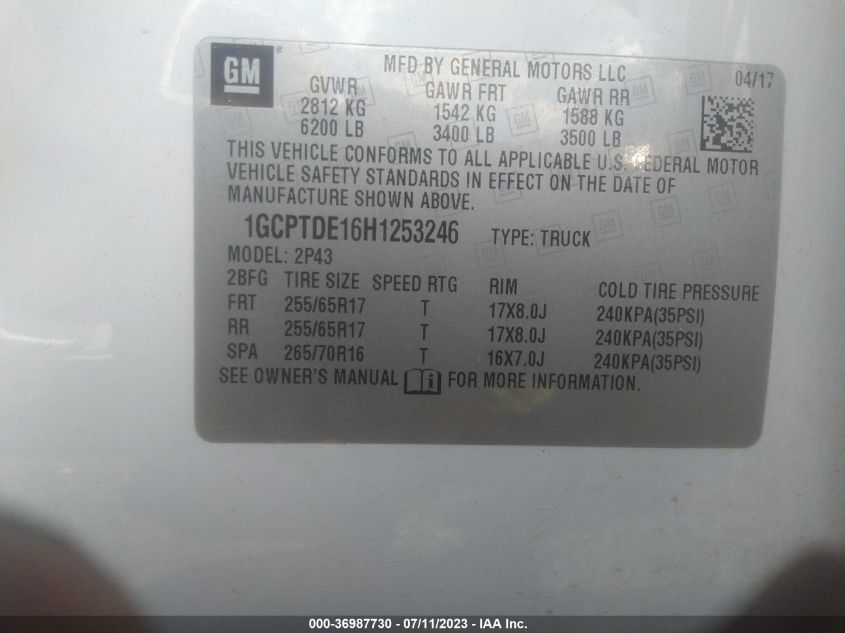 GM ®
MFD BY GENERAL MOTORS LLC
04/17
GVWR GAWR FRT GAWR RR
2812 KG 1542 KG 1588 KG
6200 LB 3400 LB 3500 LB
THIS VEHICLE CONFORMS TO ALL APPLICABLE U.S. FEDERAL MOTOR
VEHICLE SAFETY STANDARDS IN EFFECT ON THE DATE OF
MANUFACTURE SHOWN ABOVE.
1GCPTDE16H1253246 TYPE: TRUCK
MODEL: 2P43
2BFG TIRE SIZE SPEED RTG RIM COLD TIRE PRESSURE
FRT 255/65R17 T 17X8.0J 240KPA(35PSI)
RR 255/65R17 T 17X8.0J 240KPA(35PSI)
SPA 265/70R16 T 16X7.0J 240KPA(35PSI)
SEE OWNER'S MANUAL FOR MORE INFORMATION.
000-36987730 - 07/11/2023 - IAA Inc.